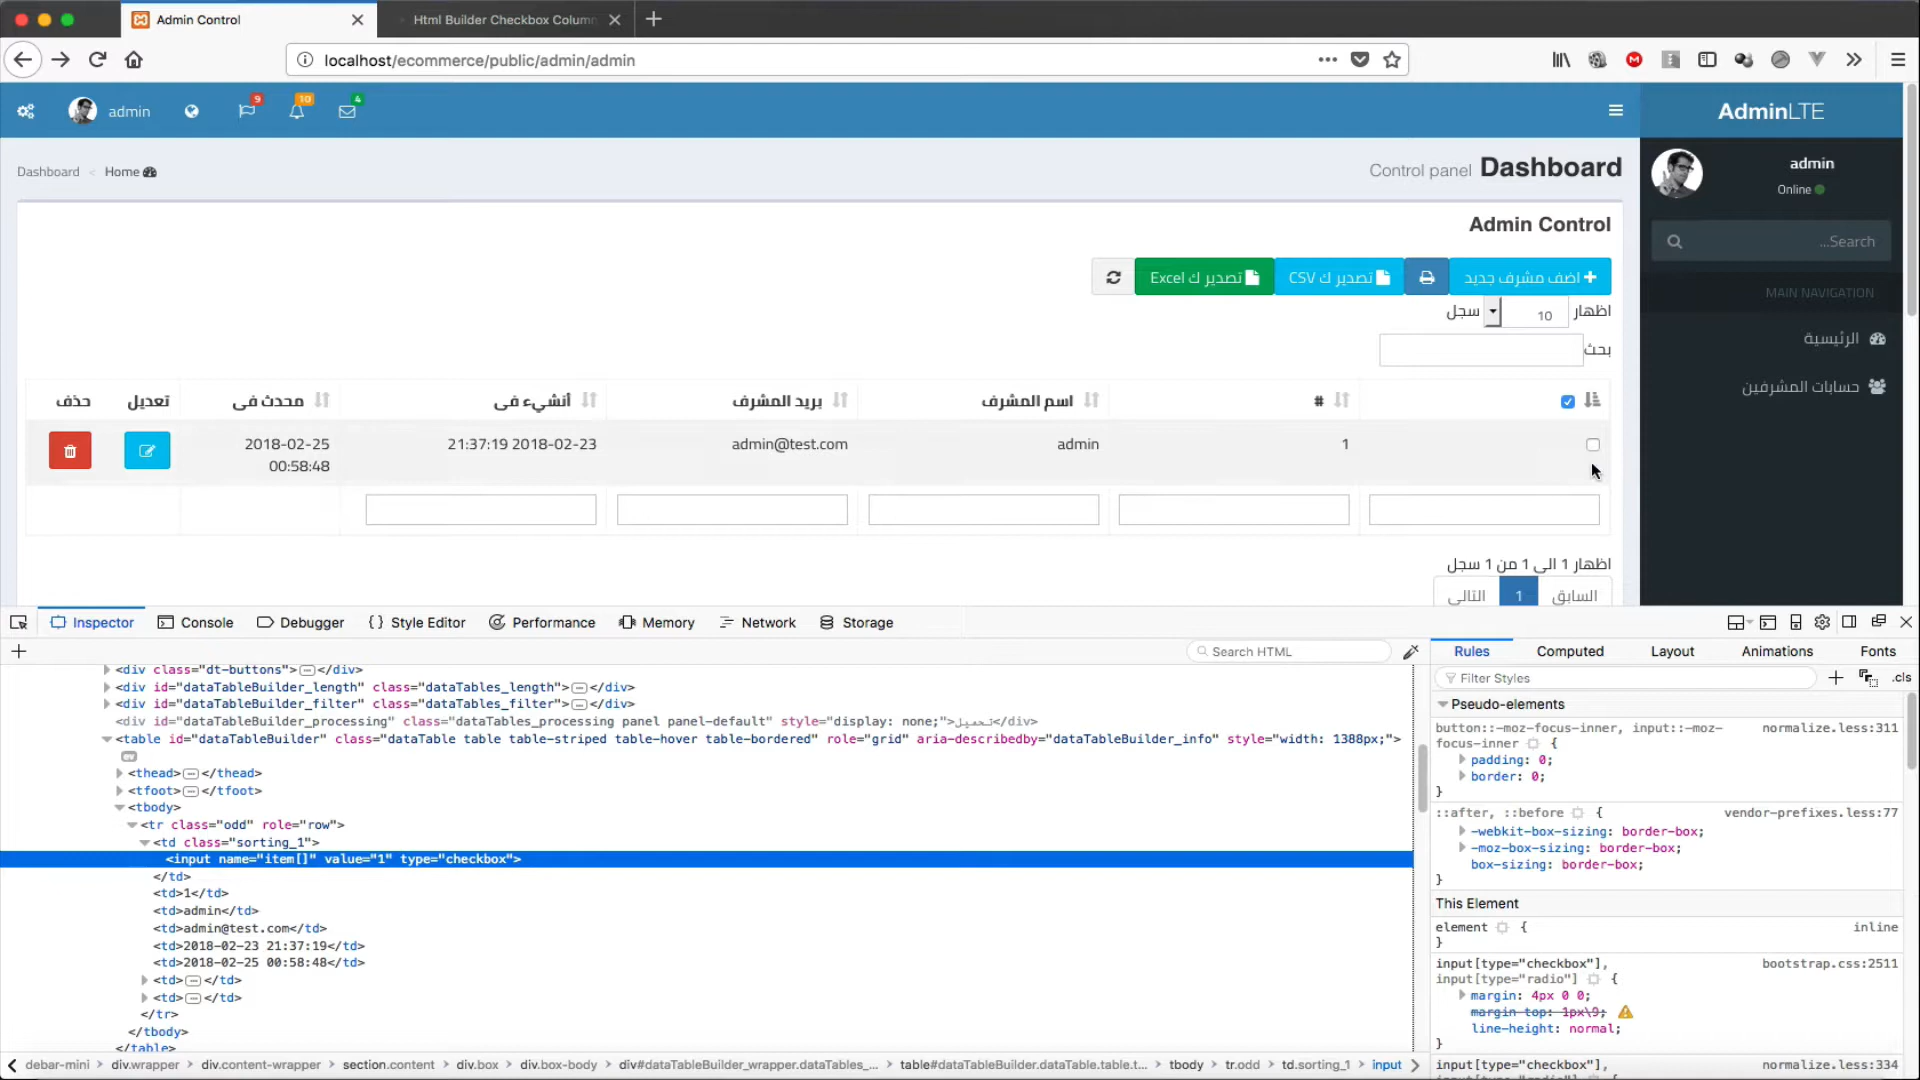 Admin Control
Html Builder Checkbox Column
localhost/ecommerce/public/admin/admin
admin
9
10
4
AdminLTE
Dashboard < Home
Dashboard Control panel
admin
Online
Search...
MAIN NAVIGATION
الرئيسية
حسابات المشرفين
Admin Control
اضف مشرف جديد
تصدير ك CSV
تصدير ك Excel
اظهار 10 سجل
بحث
#
اسم المشرف
بريد المشرف
أنشيء فى
محدث فى
تعديل
حذف
1
admin
admin@test.com
2018-02-23 21:37:19
2018-02-25
00:58:48
اظهار 1 الى 1 من 1 سجل
السابق
1
التالى
Inspector
Console
Debugger
{ } Style Editor
Performance
Memory
Network
Storage
Search HTML
<div class="dt-buttons"></div>
<div id="dataTableBuilder_length" class="dataTables_length"></div>
<div id="dataTableBuilder_filter" class="dataTables_filter"></div>
<div id="dataTableBuilder_processing" class="dataTables_processing panel panel-default" style="display: none;">تحميل</div>
<table id="dataTableBuilder" class="dataTable table table-striped table-hover table-bordered" role="grid" aria-describedby="dataTableBuilder_info" style="width: 1388px;">
ev
<thead></thead>
<tfoot></tfoot>
<tbody>
<tr class="odd" role="row">
<td class="sorting_1">
<input name="item[]" value="1" type="checkbox">
</td>
<td>1</td>
<td>admin</td>
<td>admin@test.com</td>
<td>2018-02-23 21:37:19</td>
<td>2018-02-25 00:58:48</td>
<td></td>
<td></td>
</tr>
</tbody>
</table>
debar-mini
div.wrapper
div.content-wrapper
section.content
div.box
div.box-body
div#dataTableBuilder_wrapper.dataTables_...
table#dataTableBuilder.dataTable.table.t...
tbody
tr.odd
td.sorting_1
input
Rules
Computed
Layout
Animations
Fonts
Filter Styles
.cls
Pseudo-elements
button::-moz-focus-inner, input::-moz-
focus-inner {
normalize.less:311
padding: 0;
border: 0;
}
::after, ::before {
vendor-prefixes.less:77
-webkit-box-sizing: border-box;
-moz-box-sizing: border-box;
box-sizing: border-box;
}
This Element
element {
inline
}
input[type="checkbox"],
input[type="radio"] {
bootstrap.css:2511
margin: 4px 0 0;
margin-top: 1px\9;
line-height: normal;
}
input[type="checkbox"],
normalize.less:334